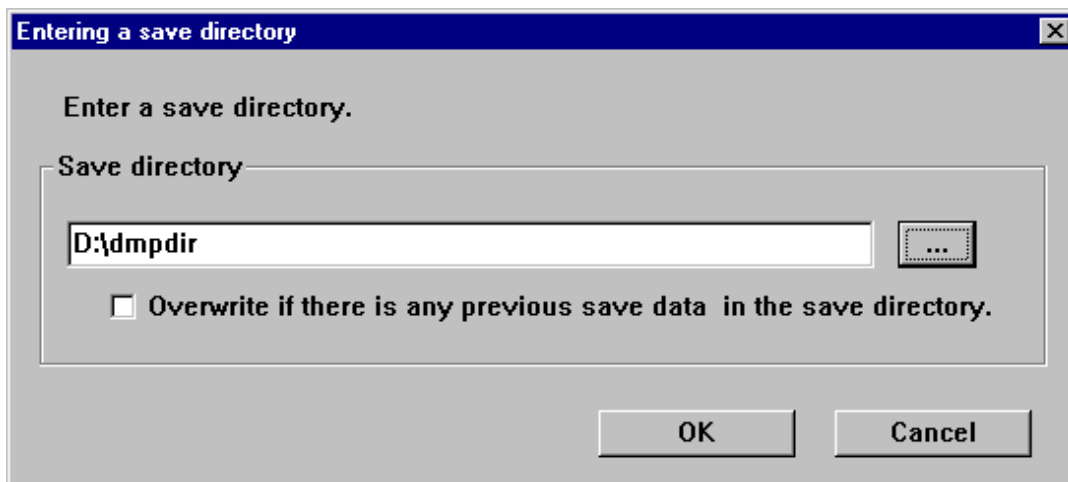 Entering a save directory
Enter a save directory.
Save directory
D:\dmpdir
...
Overwrite if there is any previous save data  in the save directory.
OK
Cancel